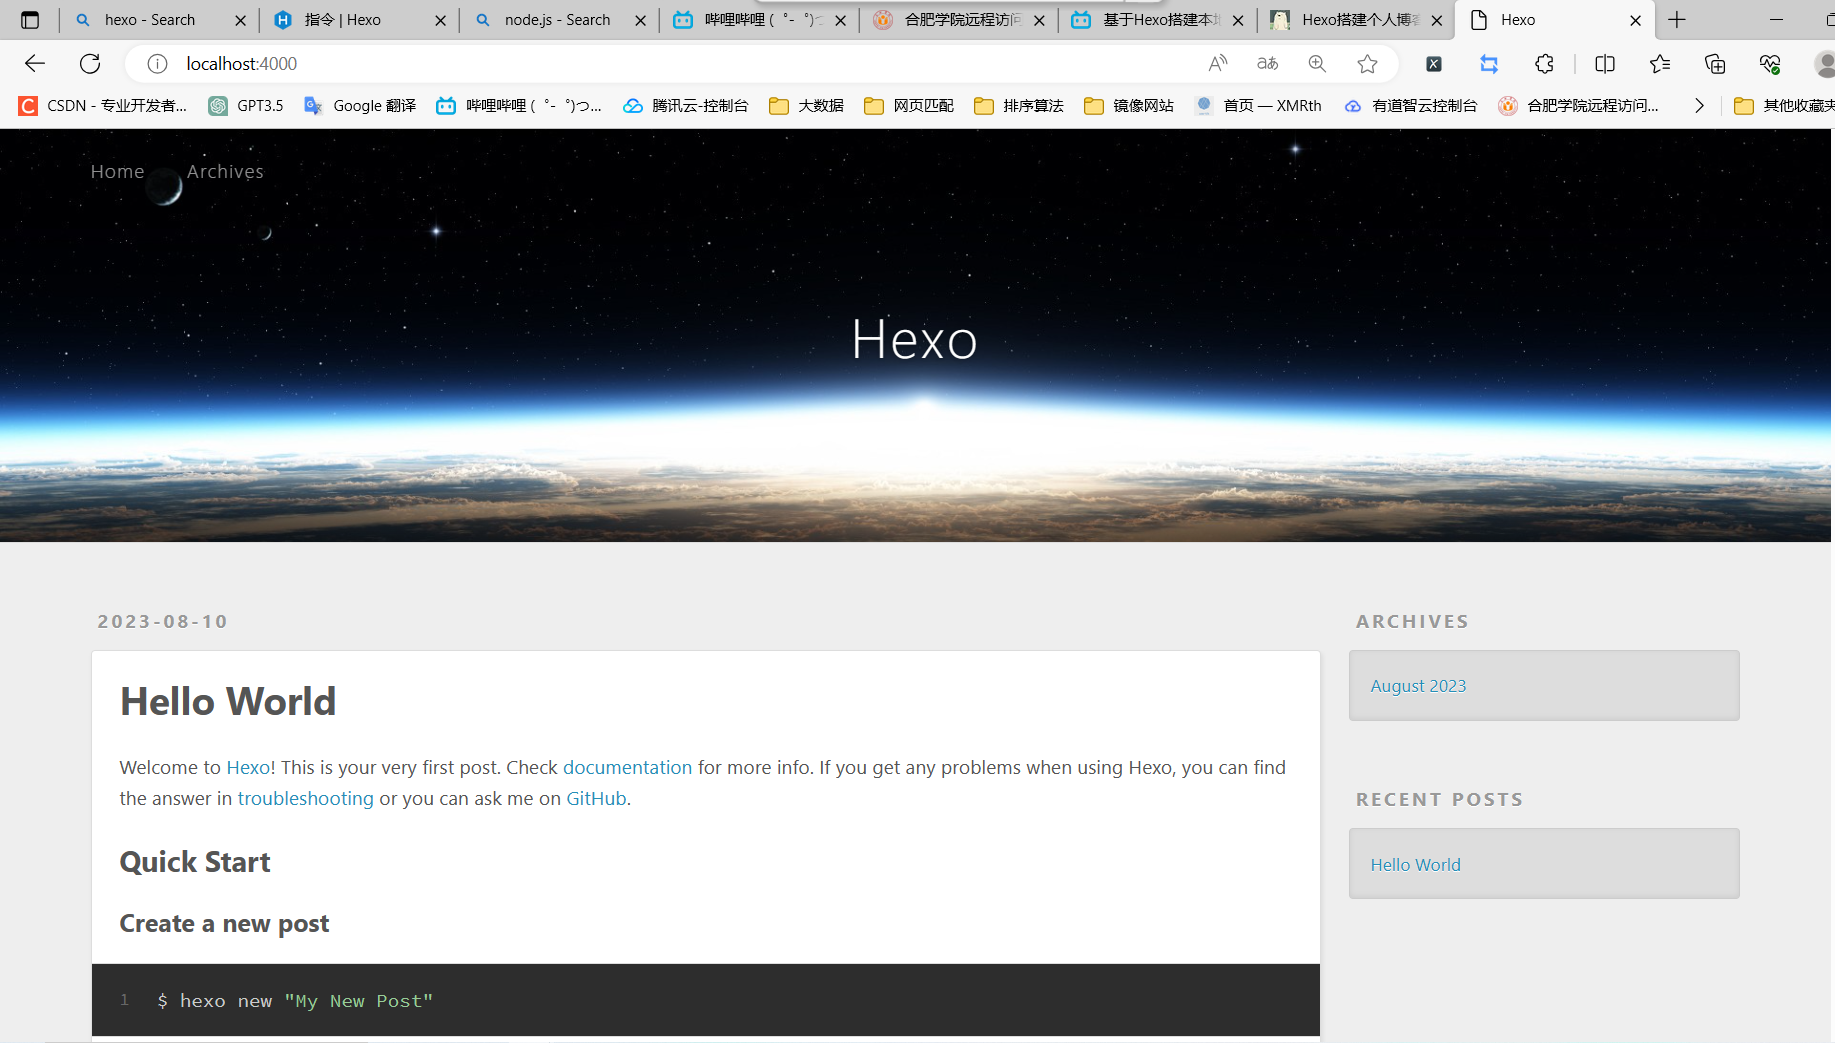 hexo - Search
指令 | Hexo
node.js - Search
哔哩哔哩 (゜-゜)つ
合肥学院远程访问
基于Hexo搭建本地
Hexo搭建个人博客
Hexo
localhost:4000
CSDN - 专业开发者...
GPT3.5
Google 翻译
哔哩哔哩 (゜-゜)つ...
腾讯云-控制台
大数据
网页匹配
排序算法
镜像网站
首页 — XMRth
有道智云控制台
合肥学院远程访问...
其他收藏夹
Home
Archives
Hexo
2023-08-10
Hello World
Welcome to Hexo! This is your very first post. Check documentation for more info. If you get any problems when using Hexo, you can find
the answer in troubleshooting or you can ask me on GitHub.
Quick Start
Create a new post
1 $ hexo new "My New Post"
ARCHIVES
August 2023
RECENT POSTS
Hello World